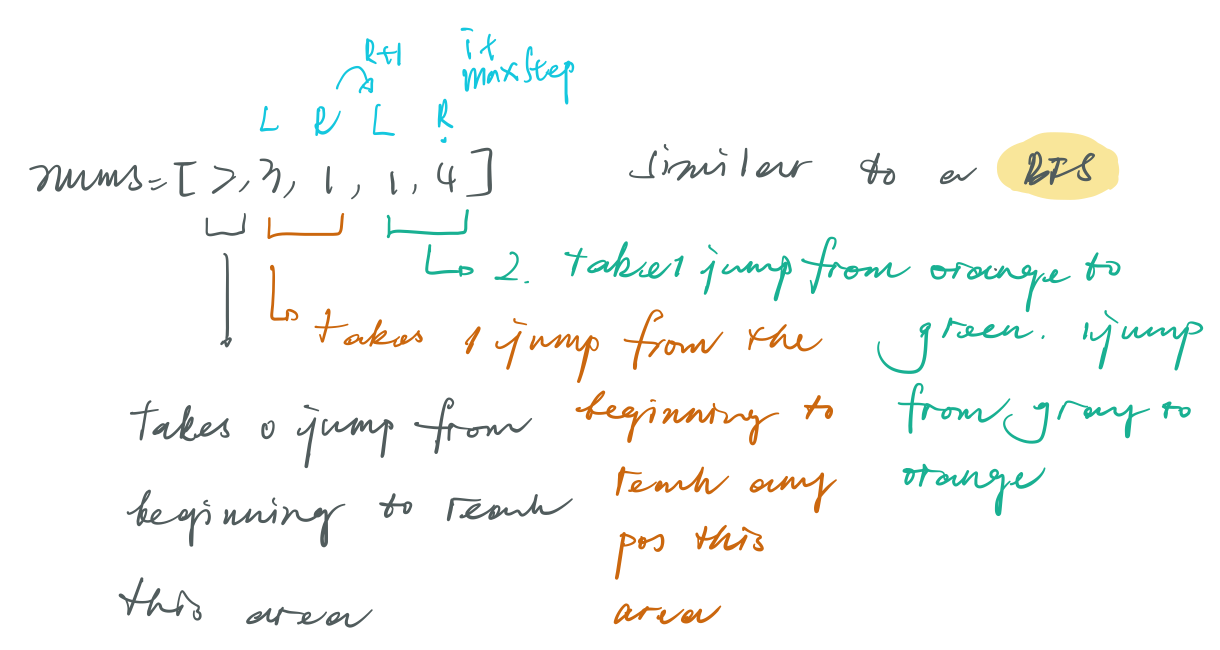 R+1
it
maxstep
L R L R
nums=[2,3,1,1,4]
similar to a BFS
2. take 1 jump from orange to
green. 1 jump
from gray to
orange
takes 1 jump from the
beginning to
reach any
pos this
area
takes 0 jump from
beginning to reach
this area